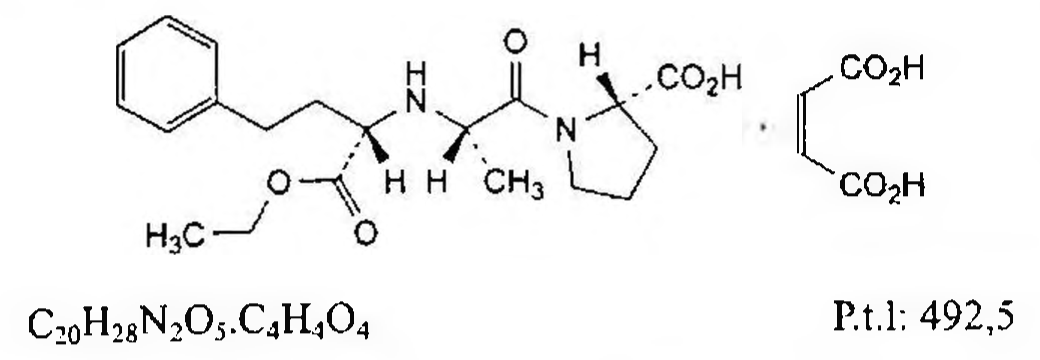 O H CO₂H CO₂H
H
N
N
O H H CH₃ CO₂H
H₃C O
C₂₀H₂₈N₂O₅.C₄H₄O₄ P.t.l: 492,5